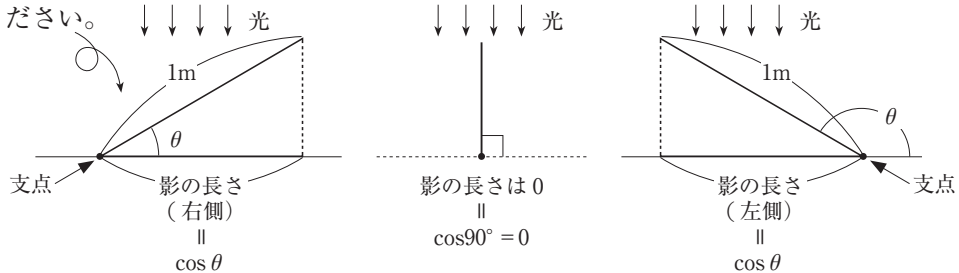 ださい。
光
1m
θ
支点
影の長さ
(右側)
=
cos θ
光
影の長さは 0
=
cos90° = 0
光
1m
θ
支点
影の長さ
(左側)
=
cos θ